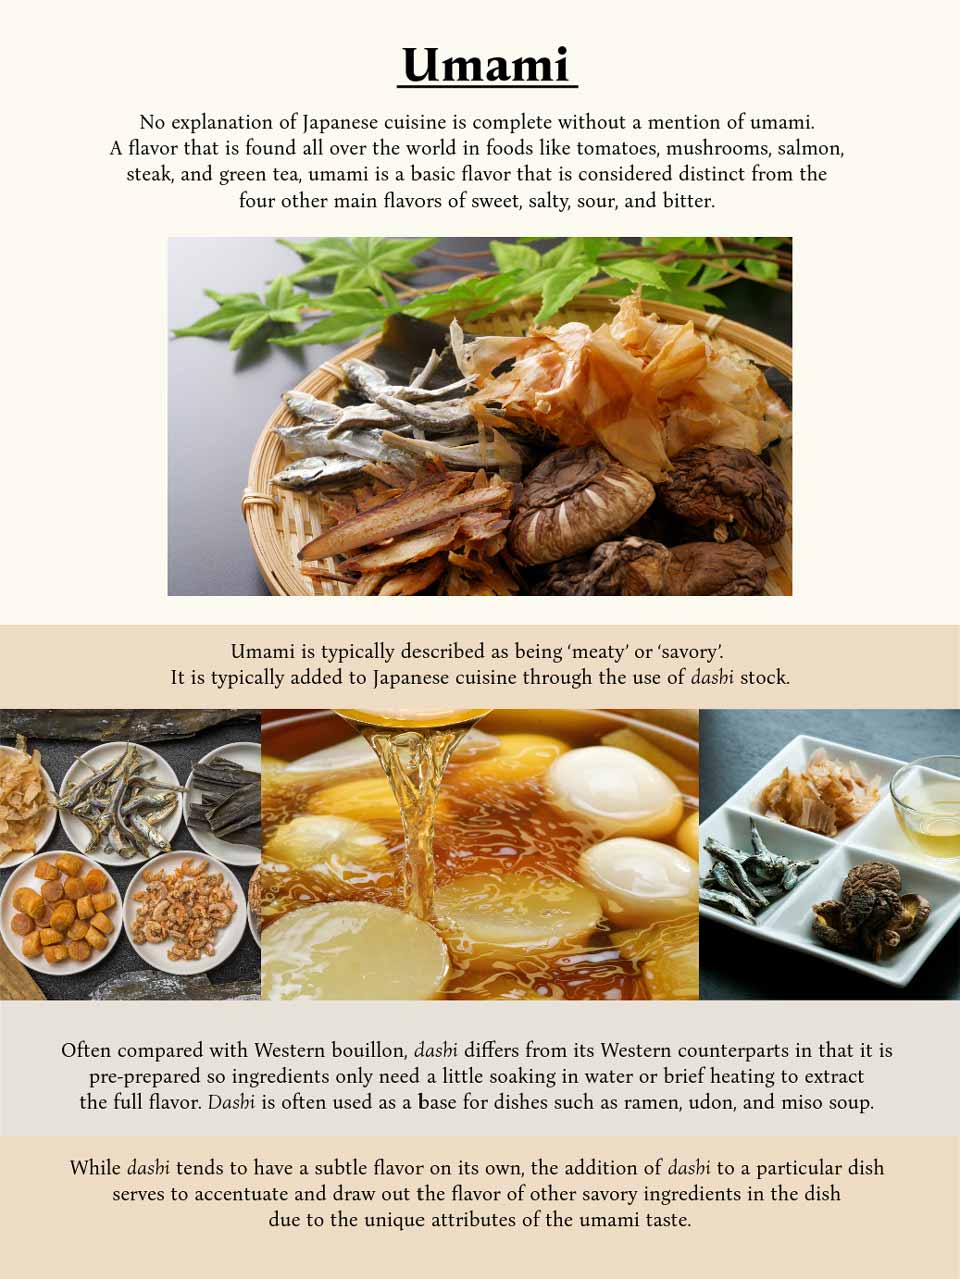 Umami
No explanation of Japanese cuisine is complete without a mention of umami.
A flavor that is found all over the world in foods like tomatoes, mushrooms, salmon,
steak, and green tea, umami is a basic flavor that is considered distinct from the
four other main flavors of sweet, salty, sour, and bitter.
Umami is typically described as being ‘meaty’ or ‘savory’.
It is typically added to Japanese cuisine through the use of dashi stock.
Often compared with Western bouillon, dashi differs from its Western counterparts in that it is
pre-prepared so ingredients only need a little soaking in water or brief heating to extract
the full flavor. Dashi is often used as a base for dishes such as ramen, udon, and miso soup.
While dashi tends to have a subtle flavor on its own, the addition of dashi to a particular dish
serves to accentuate and draw out the flavor of other savory ingredients in the dish
due to the unique attributes of the umami taste.